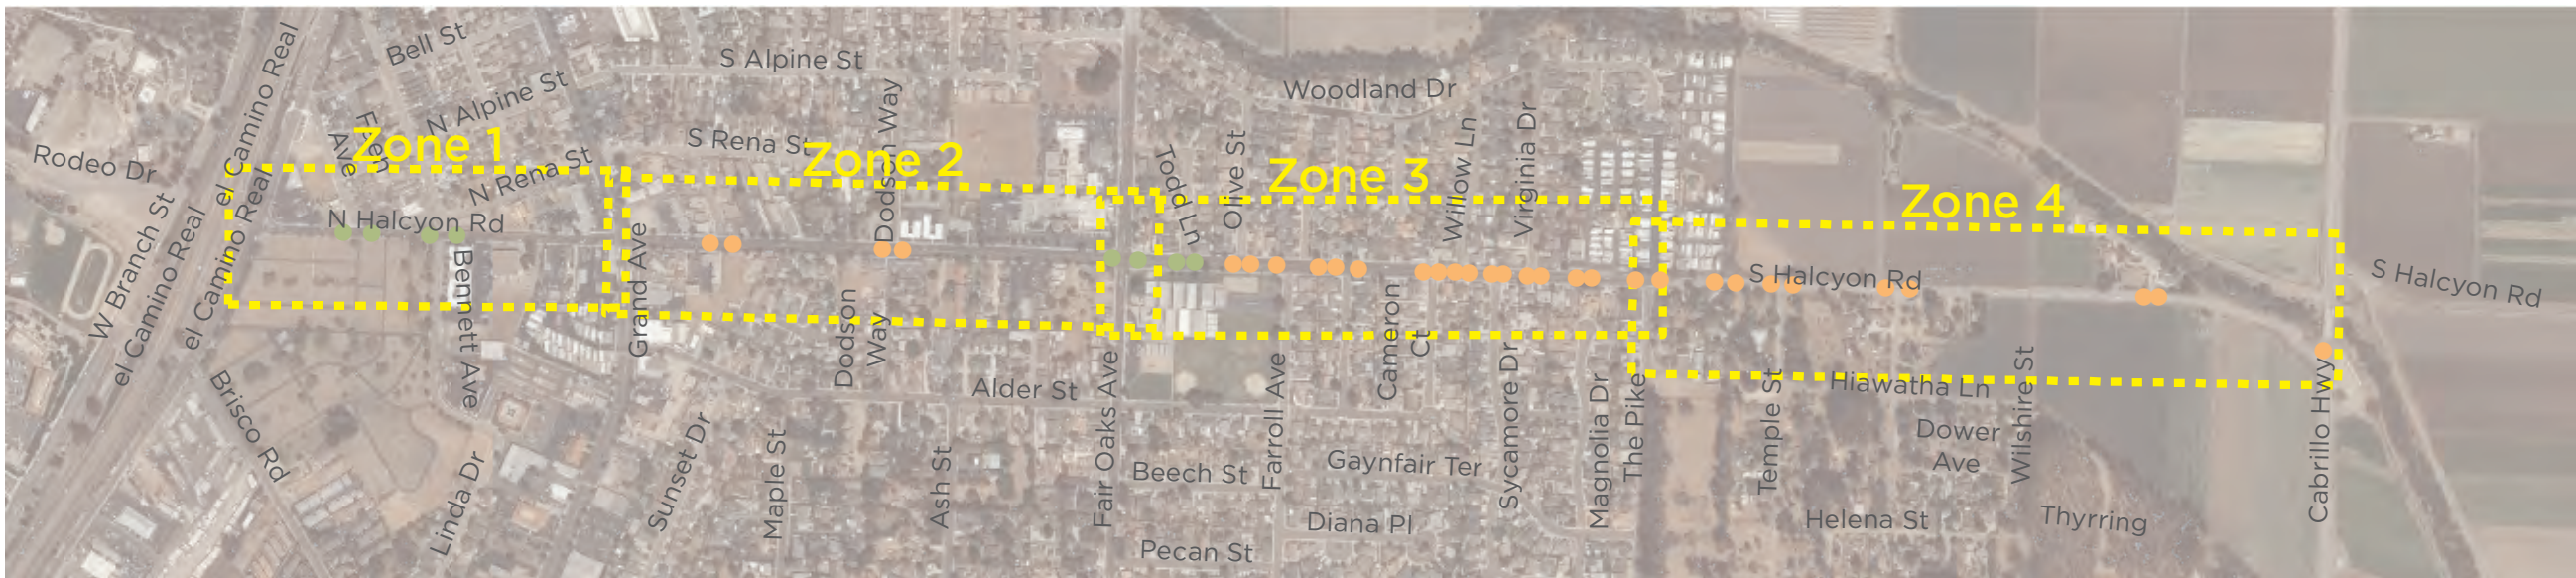 Bell St
el Camino Real
S Alpine St
N Alpine St
Woodland Dr
Faeh
Ave
Zone 1
S Rena St
Dodson Way
Zone 2
Todd Ln
Olive St
Zone 3
Willow Ln
Virginia Dr
Rodeo Dr
N Rena St
Zone 4
W Branch St
el Camino Real
el Camino Real
N Halcyon Rd
S Halcyon Rd
S Halcyon Rd
Bennett Ave
Grand Ave
Dodson
Way
Cameron
Ct
Brisco Rd
Alder St
Fair Oaks Ave
Farroll Ave
Sycamore Dr
Magnolia Dr
The Pike
Temple St
Hiawatha Ln
Wilshire St
Cabrillo Hwy
Linda Dr
Sunset Dr
Maple St
Ash St
Beech St
Gaynfair Ter
Dower
Ave
Diana Pl
Helena St
Thyrring
Pecan St